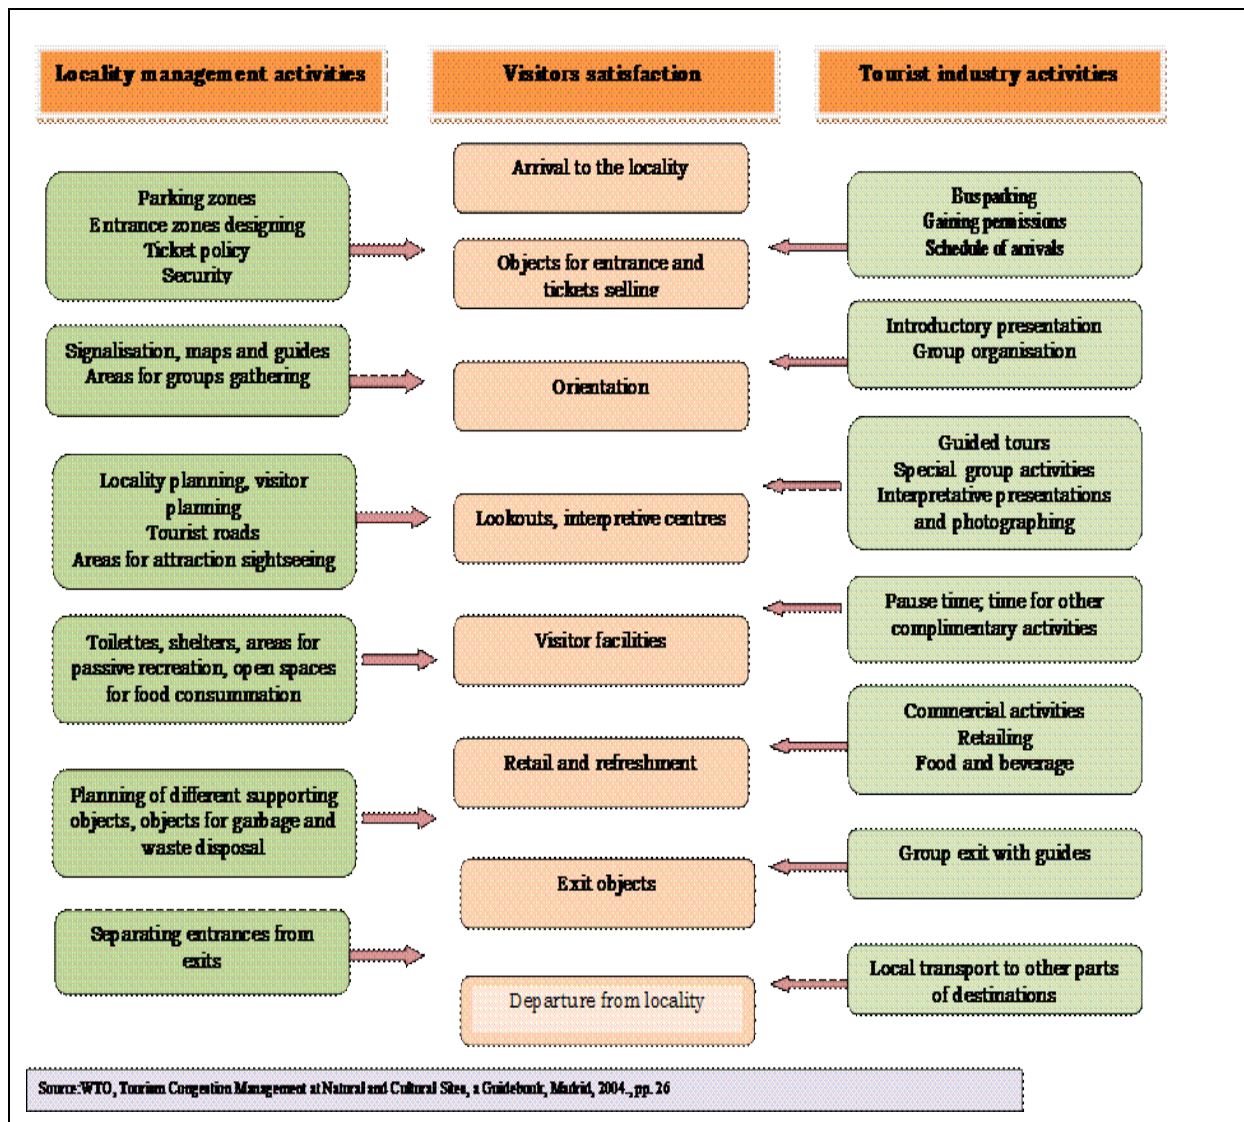 Locality management activities
Visitors satisfaction
Tourist industry activities
Parking zones
Entrance zones designing
Ticket policy
Security
Signalisation, maps and guides
Areas for groups gathering
Locality planning, visitor
planning
Tourist roads
Areas for attraction sightseeing
Toilettes, shelters, areas for
passive recreation, open spaces
for food consummation
Planning of different supporting
objects, objects for garbage and
waste disposal
Separating entrances from
exits
Arrival to the locality
Objects for entrance and
tickets selling
Orientation
Lookouts, interpretive centres
Visitor facilities
Retail and refreshment
Exit objects
Departure from locality
Bus parking
Gaining permissions
Schedule of arrivals
Introductory presentation
Group organisation
Guided tours
Special group activities
Interpretative presentations
and photographing
Pause time; time for other
complimentary activities
Commercial activities
Retailing
Food and beverage
Group exit with guides
Local transport to other parts
of destinations
Source:WTO, Tourism Congestion Management at Natural and Cultural Sites, a Guidebook, Madrid, 2004., pp. 26